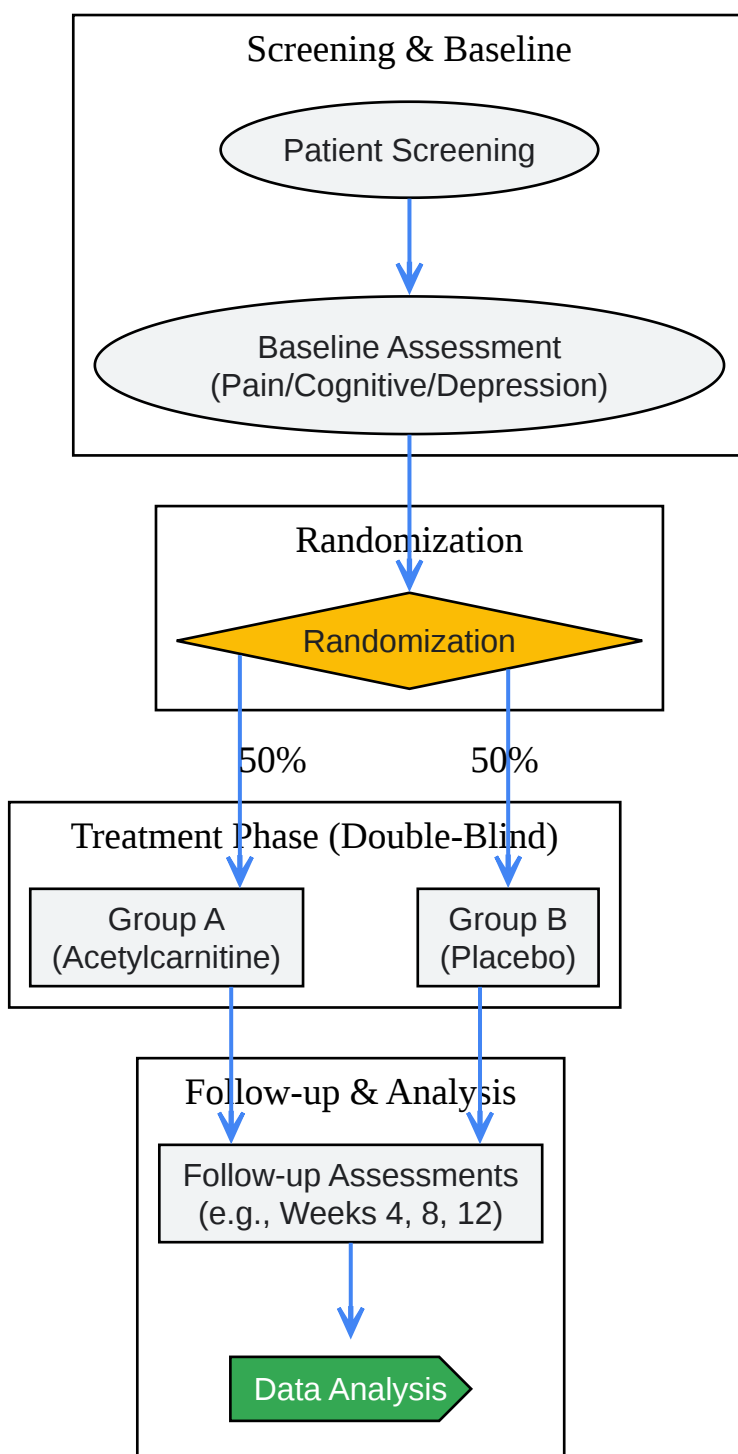 Screening & Baseline
Patient Screening
Baseline Assessment
(Pain/Cognitive/Depression)
Randomization
Randomization
50%
50%
Treatment Phase (Double-Blind)
Group A
(Acetylcarnitine)
Group B
(Placebo)
Follow-up & Analysis
Follow-up Assessments
(e.g., Weeks 4, 8, 12)
Data Analysis